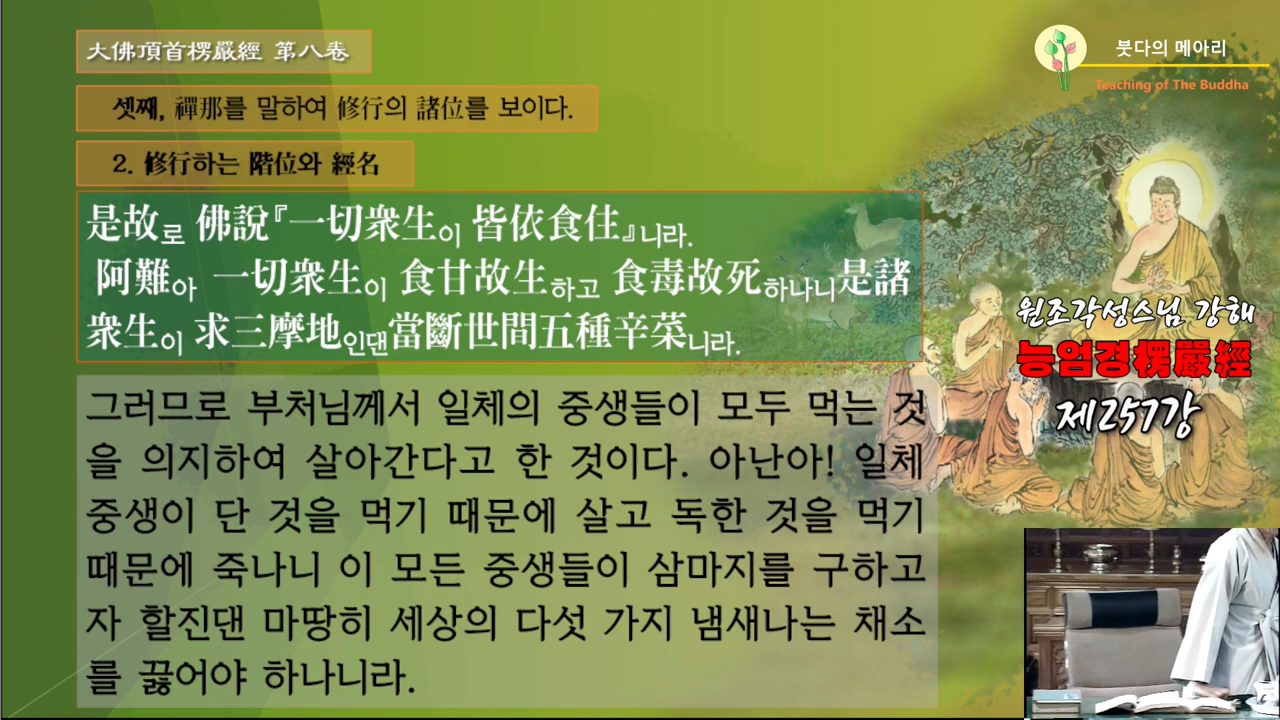 大佛頂首楞嚴經 第八卷
셋째, 禪那를 말하여 修行의 諸位를 보이다.
2. 修行하는 階位와 經名
是故로 佛說『一切衆生이 皆依食住』니라.
阿難아 一切衆生이 食甘故生하고 食毒故死하나니是諸
衆生이 求三摩地인댄當斷世間五種辛菜니라.
그러므로 부처님께서 일체의 중생들이 모두 먹는 것
을 의지하여 살아간다고 한 것이다. 아난아! 일체
중생이 단 것을 먹기 때문에 살고 독한 것을 먹기
때문에 죽나니 이 모든 중생들이 삼마지를 구하고
자 할진댄 마땅히 세상의 다섯 가지 냄새나는 채소
를 끓어야 하나니라.
붓다의 메아리
Teaching of The Buddha
원조각성스님 강해
능엄경楞嚴經
제257강